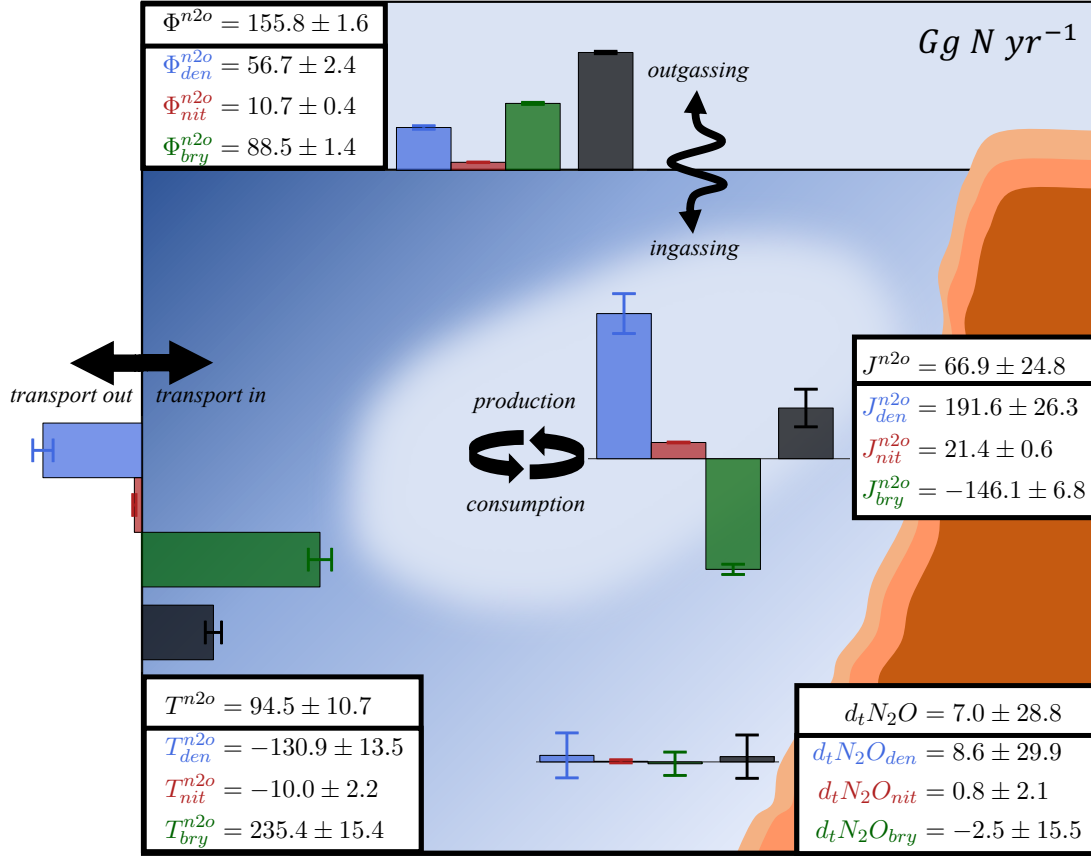 Φ^{n2o} = 155.8 ± 1.6
Φ^{n2o}_{den} = 56.7 ± 2.4
Φ^{n2o}_{nit} = 10.7 ± 0.4
Φ^{n2o}_{bry} = 88.5 ± 1.4
Gg N yr^{−1}
outgassing
ingassing
transport out transport in
production
consumption
J^{n2o} = 66.9 ± 24.8
J^{n2o}_{den} = 191.6 ± 26.3
J^{n2o}_{nit} = 21.4 ± 0.6
J^{n2o}_{bry} = −146.1 ± 6.8
T^{n2o} = 94.5 ± 10.7
T^{n2o}_{den} = −130.9 ± 13.5
T^{n2o}_{nit} = −10.0 ± 2.2
T^{n2o}_{bry} = 235.4 ± 15.4
d_tN_2O = 7.0 ± 28.8
d_tN_2O_{den} = 8.6 ± 29.9
d_tN_2O_{nit} = 0.8 ± 2.1
d_tN_2O_{bry} = −2.5 ± 15.5